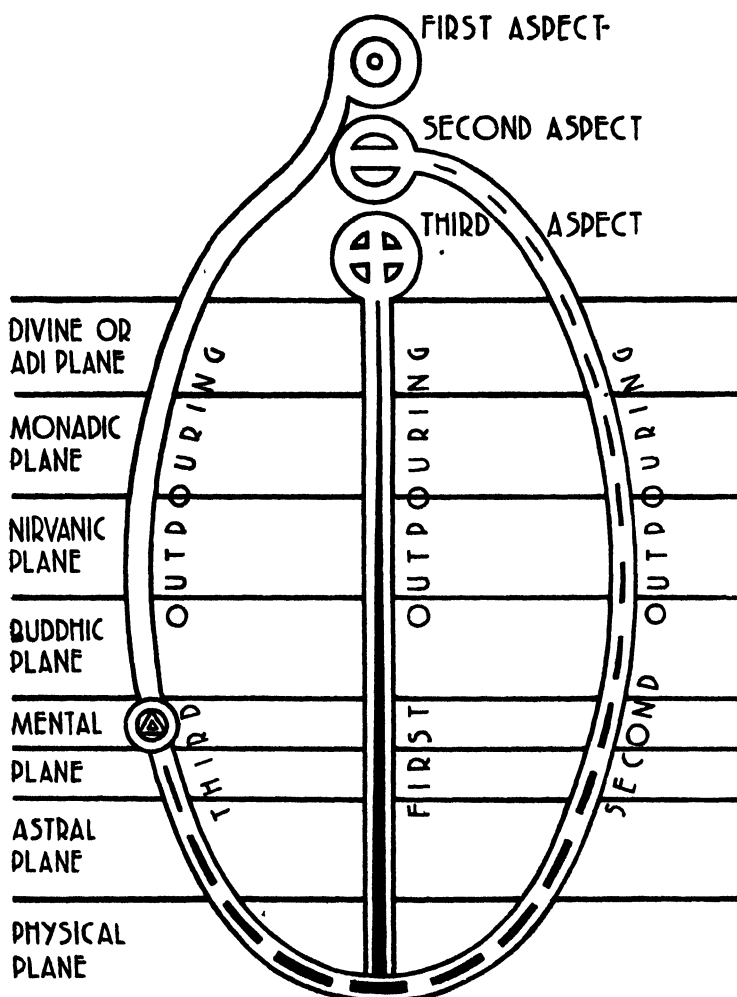 FIRST ASPECT
SECOND ASPECT
THIRD ASPECT
DIVINE OR
ADI PLANE
MONADIC
PLANE
NIRVANIC
PLANE
BUDDHIC
PLANE
MENTAL
PLANE
ASTRAL
PLANE
PHYSICAL
PLANE
THIRD OUTPOURING
FIRST OUTPOURING
SECOND OUTPOURING